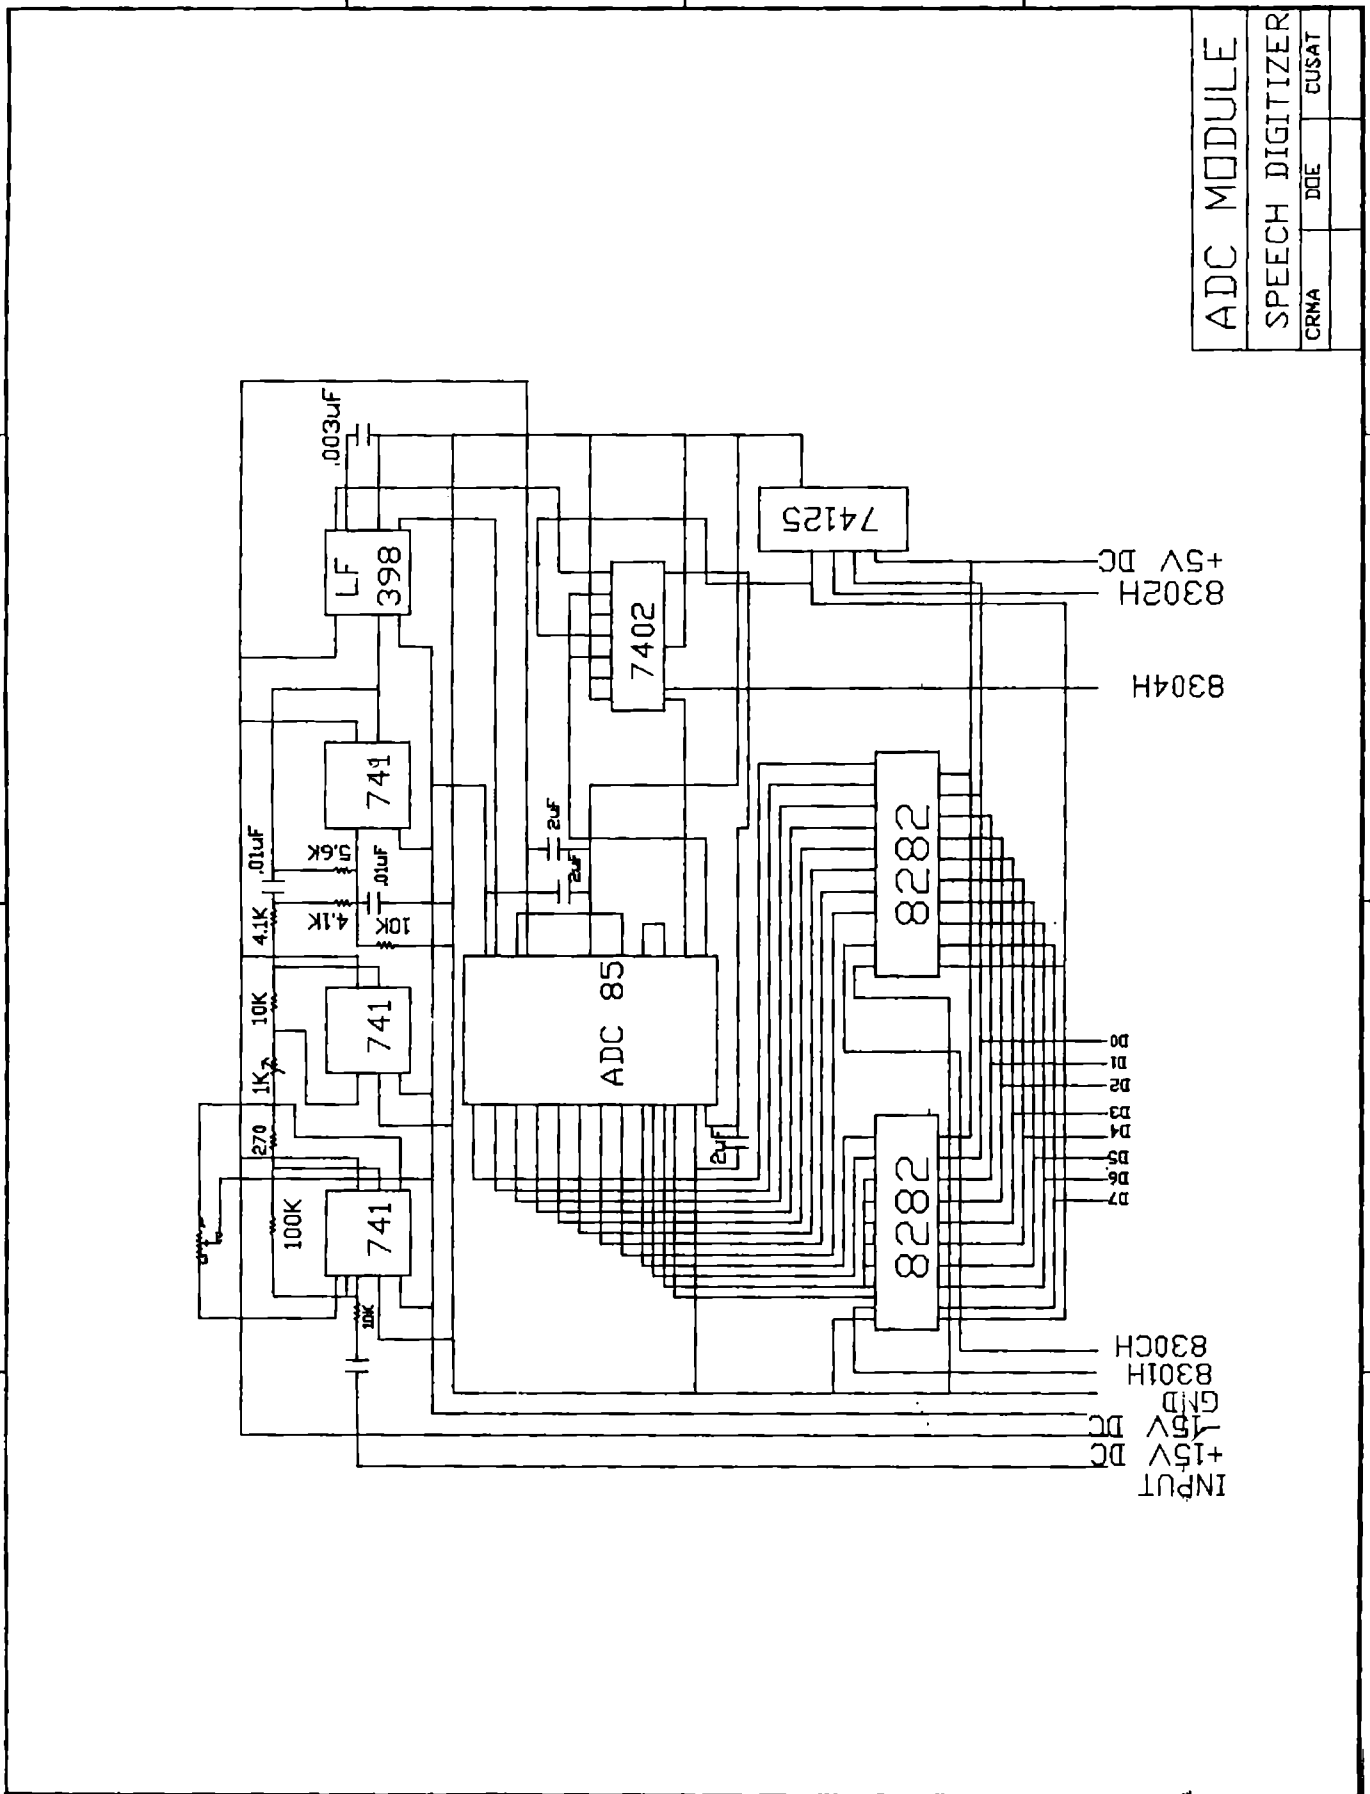 ADC MODULE
SPEECH DIGITIZER
CRMA DOE CUSAT
.003uF
LF
398
741
.01uF
5.6K
4.1K
4.1K
.01uF
10K
10K
741
1K
270
100K
741
10K
2uF
2uF
ADC 85
2uF
7402
74125
8282
8282
+5V DC
8302H
8304H
D0
D1
D2
D3
D4
D5
D6
D7
830CH
8301H
GND
-15V DC
+15V DC
INPUT